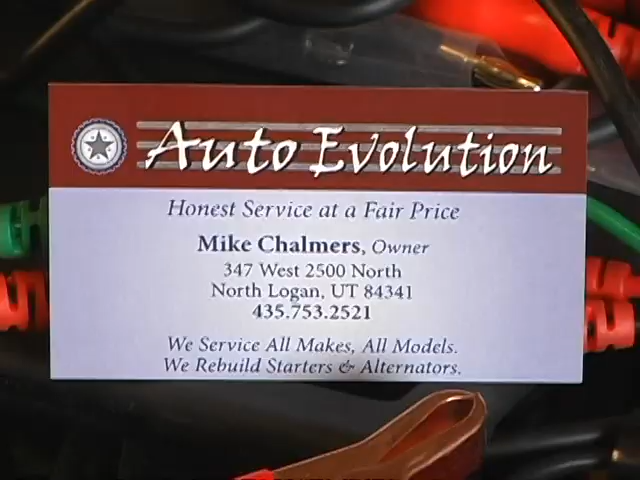 Auto Evolution
Honest Service at a Fair Price
Mike Chalmers, Owner
347 West 2500 North
North Logan, UT 84341
435.753.2521
We Service All Makes, All Models.
We Rebuild Starters & Alternators.